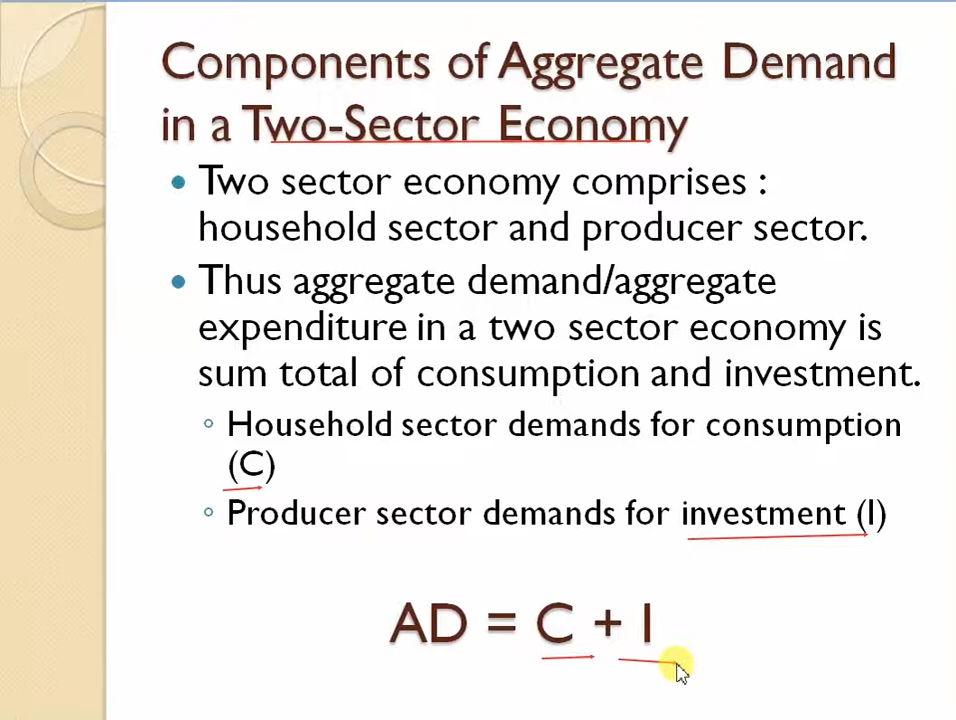 Components of Aggregate Demand
in a Two-Sector Economy
• Two sector economy comprises :
household sector and producer sector.
• Thus aggregate demand/aggregate
expenditure in a two sector economy is
sum total of consumption and investment.
◦ Household sector demands for consumption
(C)
◦ Producer sector demands for investment (I)
AD = C + I